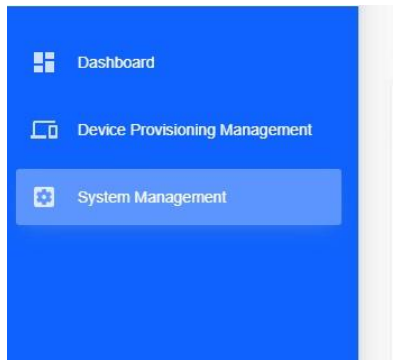 Dashboard
Device Provisioning Management
System Management